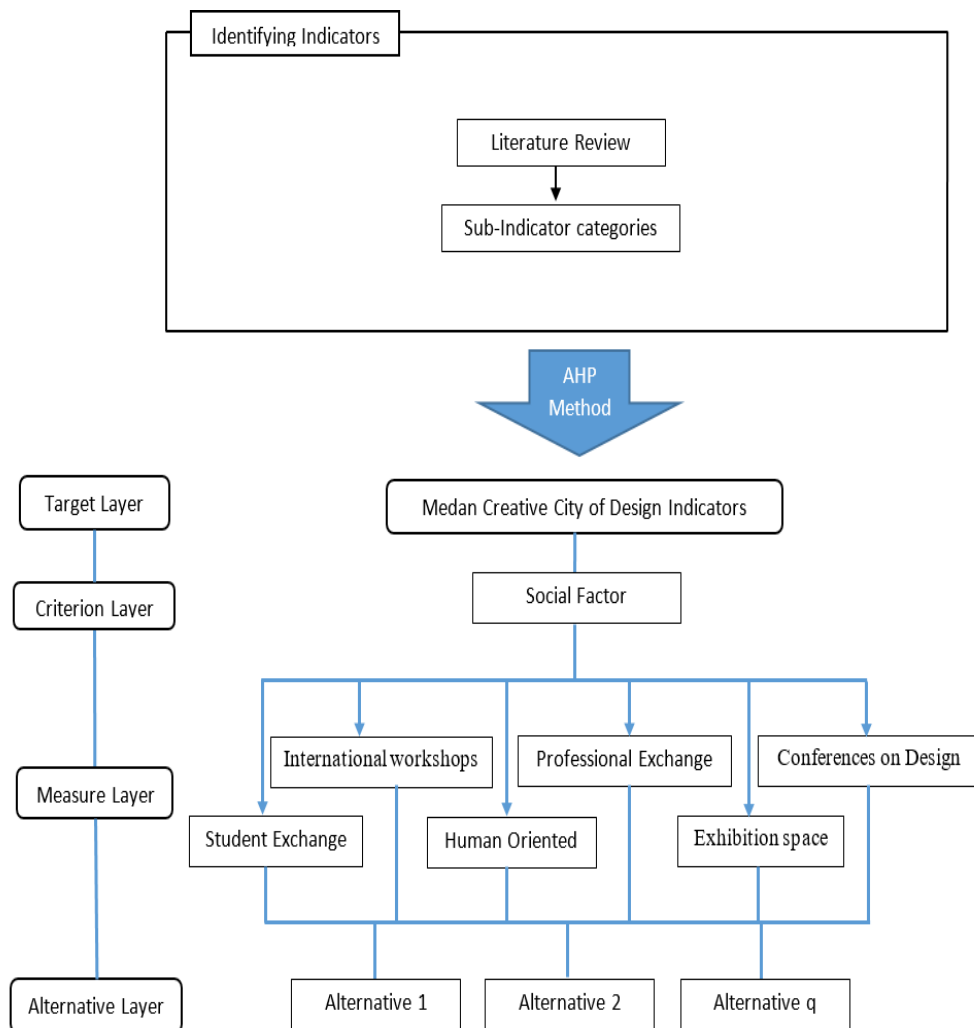 Identifying Indicators
Literature Review
Sub-Indicator categories
AHP
Method
Target Layer
Medan Creative City of Design Indicators
Criterion Layer
Social Factor
Measure Layer
International workshops
Professional Exchange
Conferences on Design
Student Exchange
Human Oriented
Exhibition space
Alternative Layer
Alternative 1
Alternative 2
Alternative q